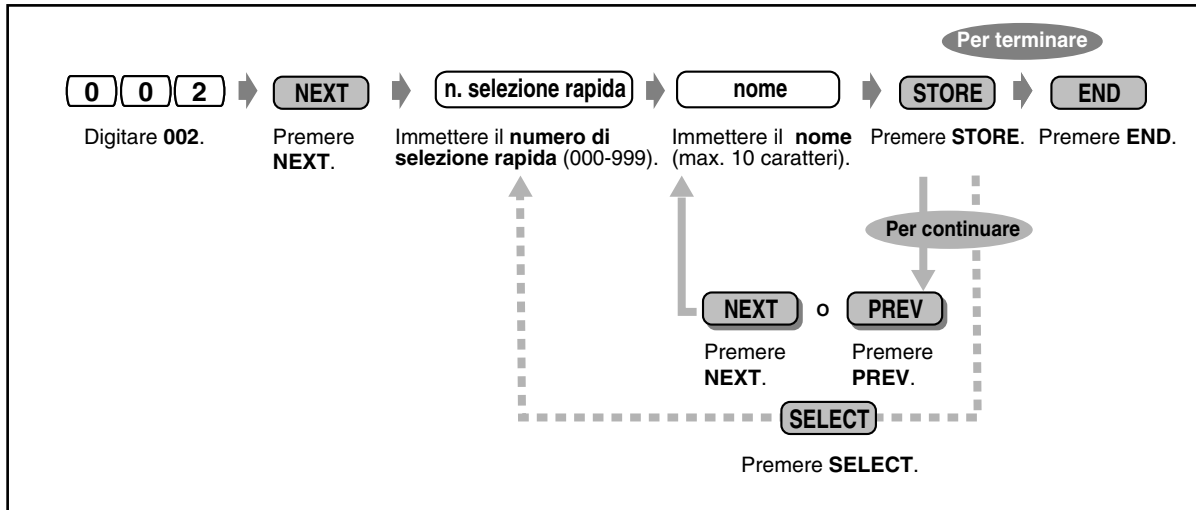 Per terminare
0 0 2 NEXT n. selezione rapida nome STORE END
Digitare 002.
Premere
NEXT.
Immettere il numero di
selezione rapida (000-999).
Immettere il nome
(max. 10 caratteri).
Premere STORE.
Premere END.
Per continuare
NEXT o PREV
Premere
NEXT.
Premere
PREV.
SELECT
Premere SELECT.